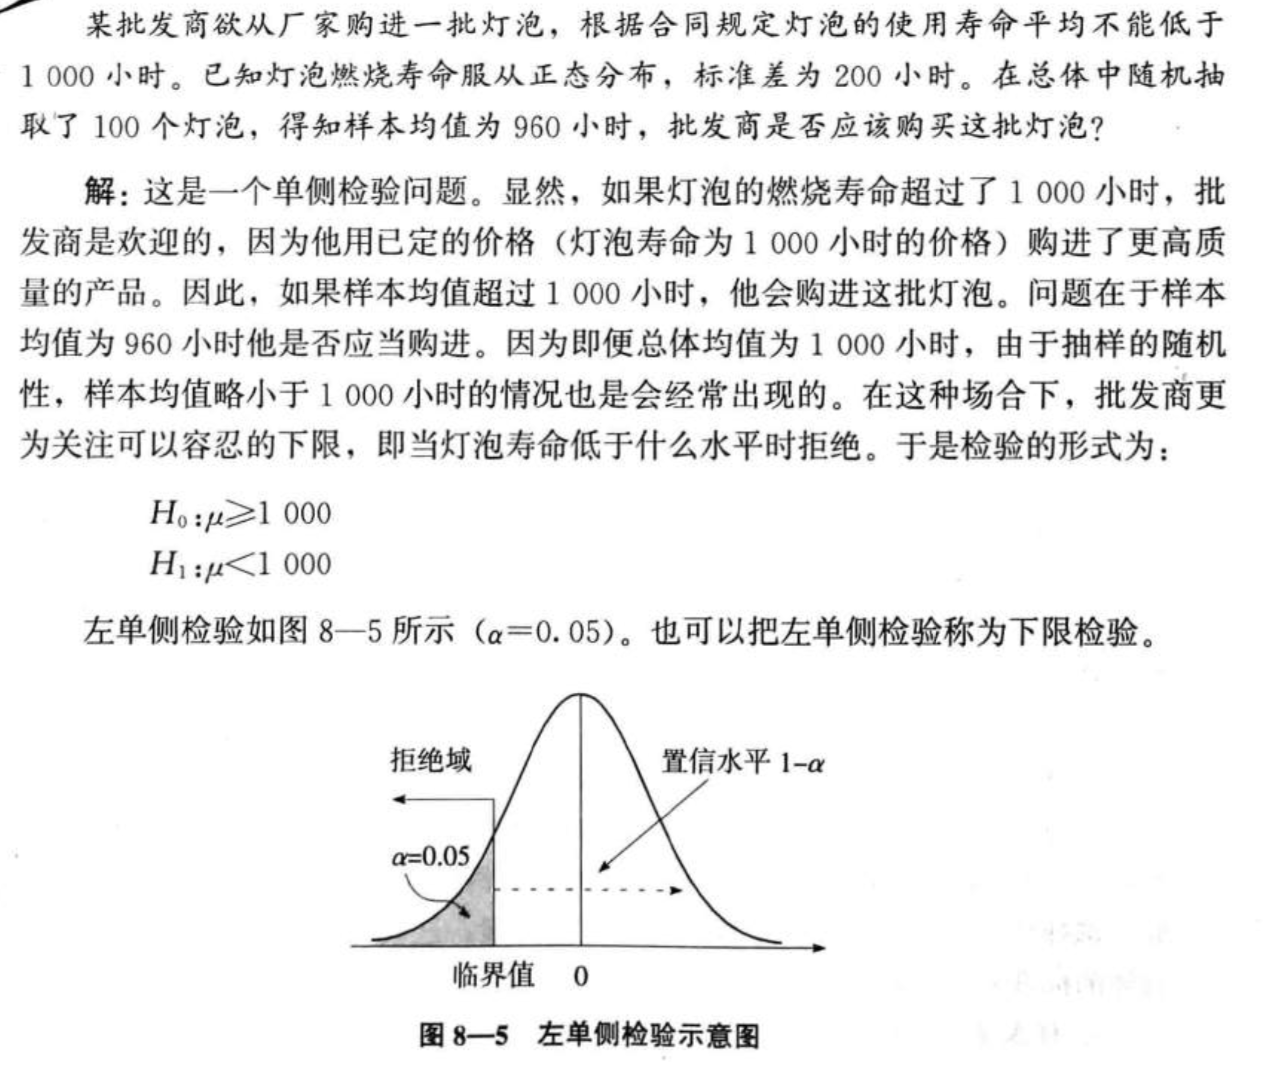 某批发商欲从厂家购进一批灯泡，根据合同规定灯泡的使用寿命平均不能低于
1 000 小时。已知灯泡燃烧寿命服从正态分布，标准差为 200 小时。在总体中随机抽
取了 100 个灯泡，得知样本均值为 960 小时，批发商是否应该购买这批灯泡？
解：这是一个单侧检验问题。显然，如果灯泡的燃烧寿命超过了 1 000 小时，批
发商是欢迎的，因为他用已定的价格（灯泡寿命为 1 000 小时的价格）购进了更高质
量的产品。因此，如果样本均值超过 1 000 小时，他会购进这批灯泡。问题在于样本
均值为 960 小时他是否应当购进。因为即便总体均值为 1 000 小时，由于抽样的随机
性，样本均值略小于 1 000 小时的情况也是会经常出现的。在这种场合下，批发商更
为关注可以容忍的下限，即当灯泡寿命低于什么水平时拒绝。于是检验的形式为：
H₀:μ⩾1 000
H₁:μ<1 000
左单侧检验如图 8—5 所示（α=0.05）。也可以把左单侧检验称为下限检验。
拒绝域
置信水平 1-α
α=0.05
临界值 0
图 8—5 左单侧检验示意图